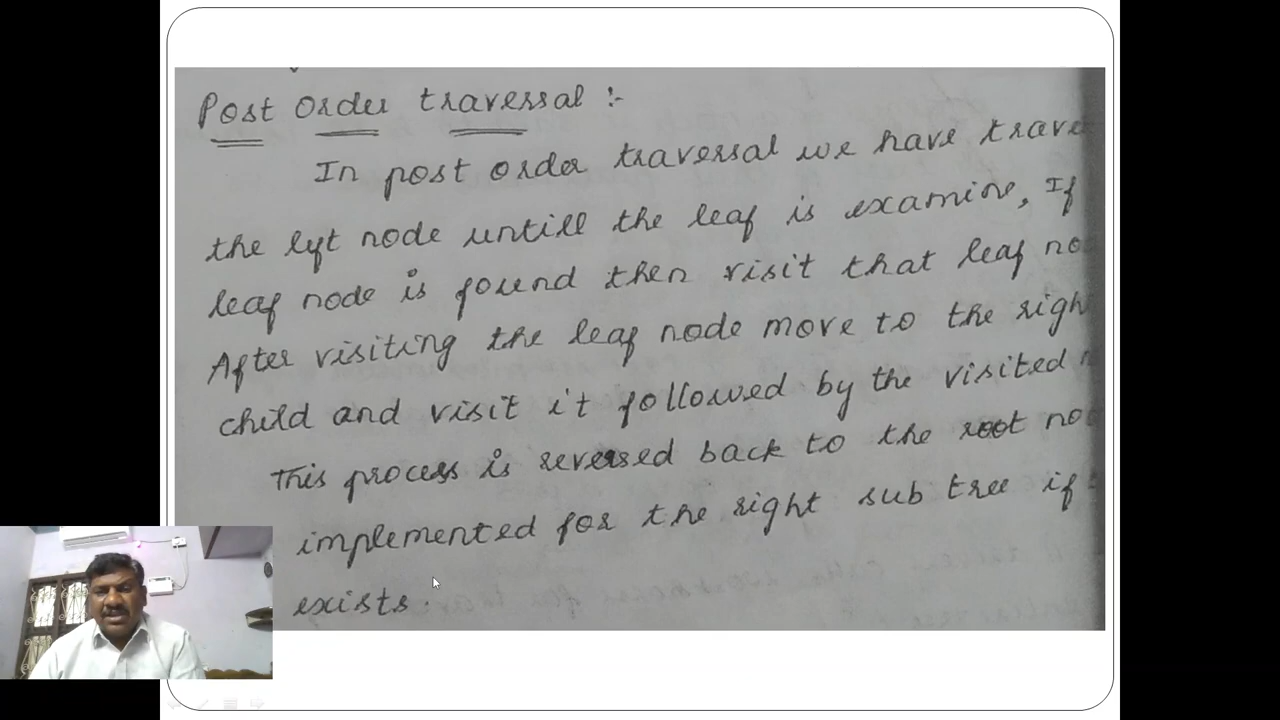 Post Order traversal :-
In post order traversal we have trave
the left node untill the leaf is examine, If
leaf node is found then visit that leaf no
After visiting the leaf node move to the righ
child and visit it followed by the visited
This process is reversed back to the root no
implemented for the right sub tree if
exists.